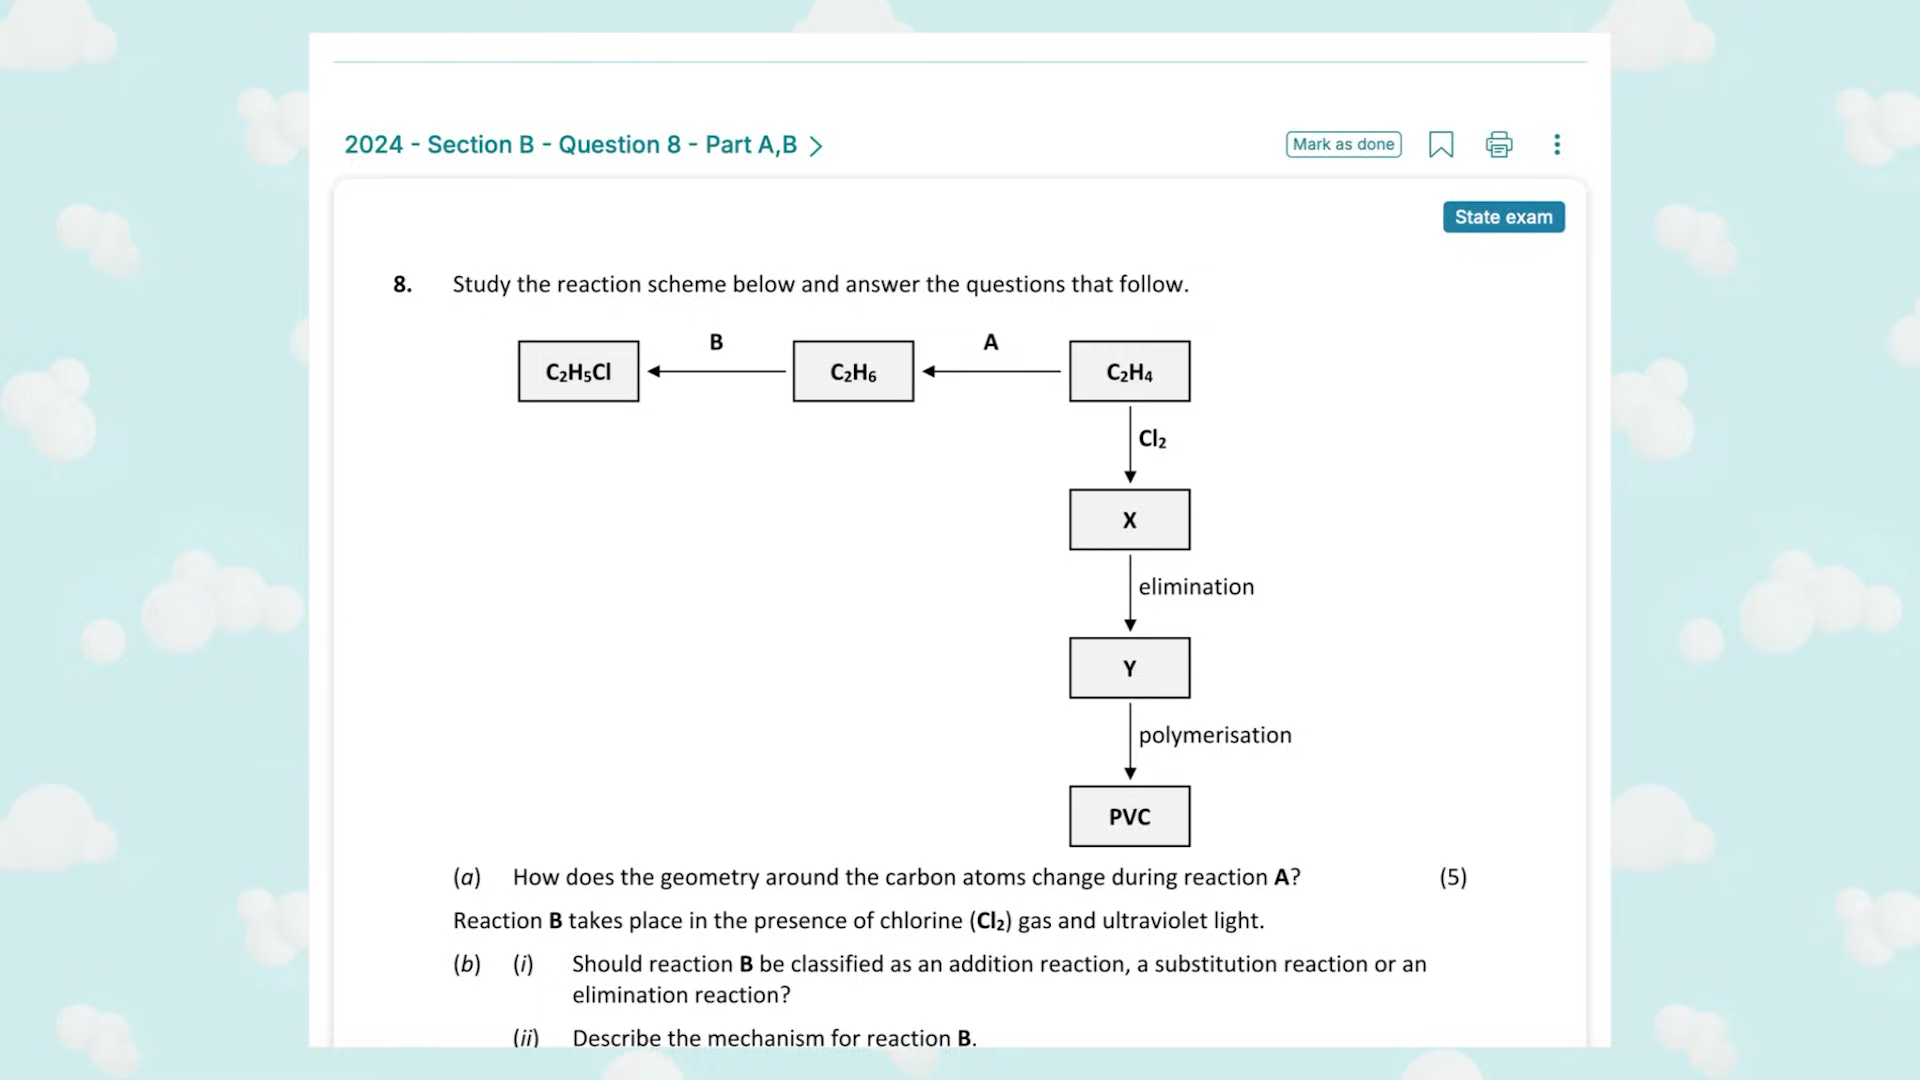 2024 - Section B - Question 8 - Part A,B >
Mark as done
State exam
8. Study the reaction scheme below and answer the questions that follow.
B A
C₂H₅Cl C₂H₆ C₂H₄
Cl₂
X
elimination
Y
polymerisation
PVC
(a) How does the geometry around the carbon atoms change during reaction A? (5)
Reaction B takes place in the presence of chlorine (Cl₂) gas and ultraviolet light.
(b) (i) Should reaction B be classified as an addition reaction, a substitution reaction or an
elimination reaction?
(ii) Describe the mechanism for reaction B.